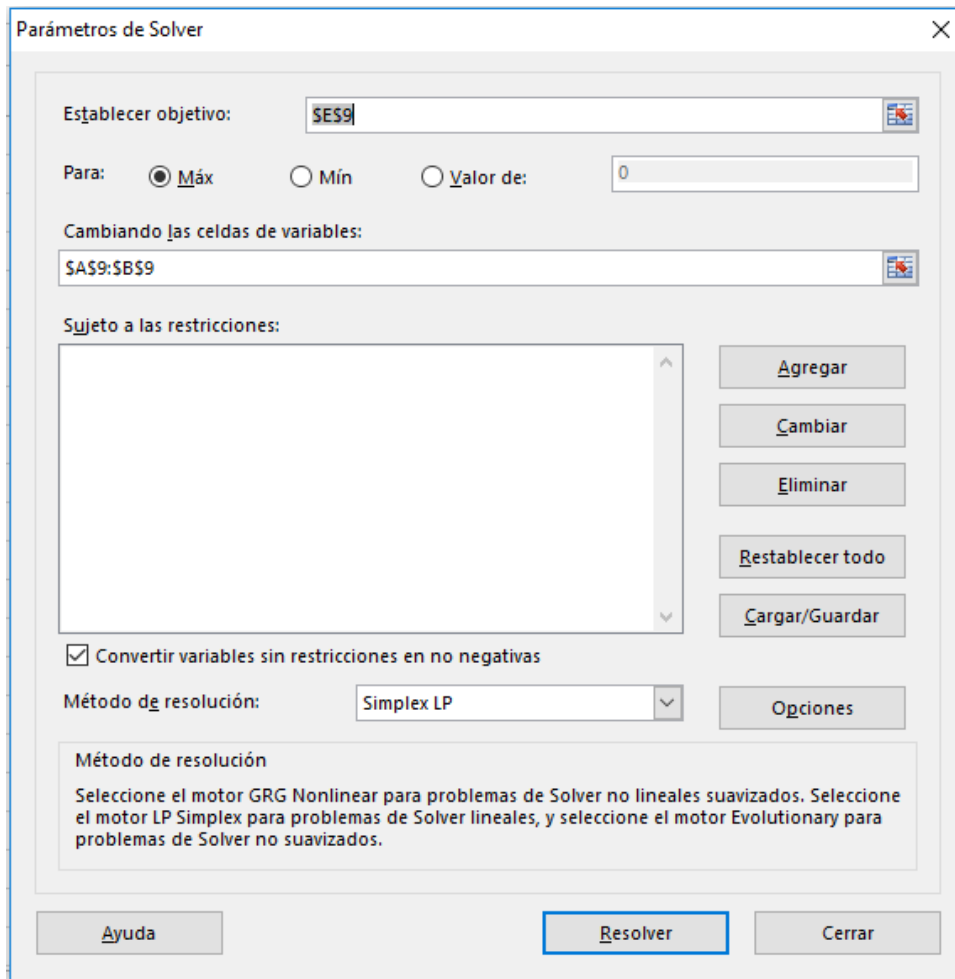 Parámetros de Solver
Establecer objetivo:
$E$9
Para:
Máx
Mín
Valor de:
0
Cambiando las celdas de variables:
$A$9:$B$9
Sujeto a las restricciones:
Agregar
Cambiar
Eliminar
Restablecer todo
Cargar/Guardar
Convertir variables sin restricciones en no negativas
Método de resolución:
Simplex LP
Opciones
Método de resolución
Seleccione el motor GRG Nonlinear para problemas de Solver no lineales suavizados. Seleccione
el motor LP Simplex para problemas de Solver lineales, y seleccione el motor Evolutionary para
problemas de Solver no suavizados.
Ayuda
Resolver
Cerrar